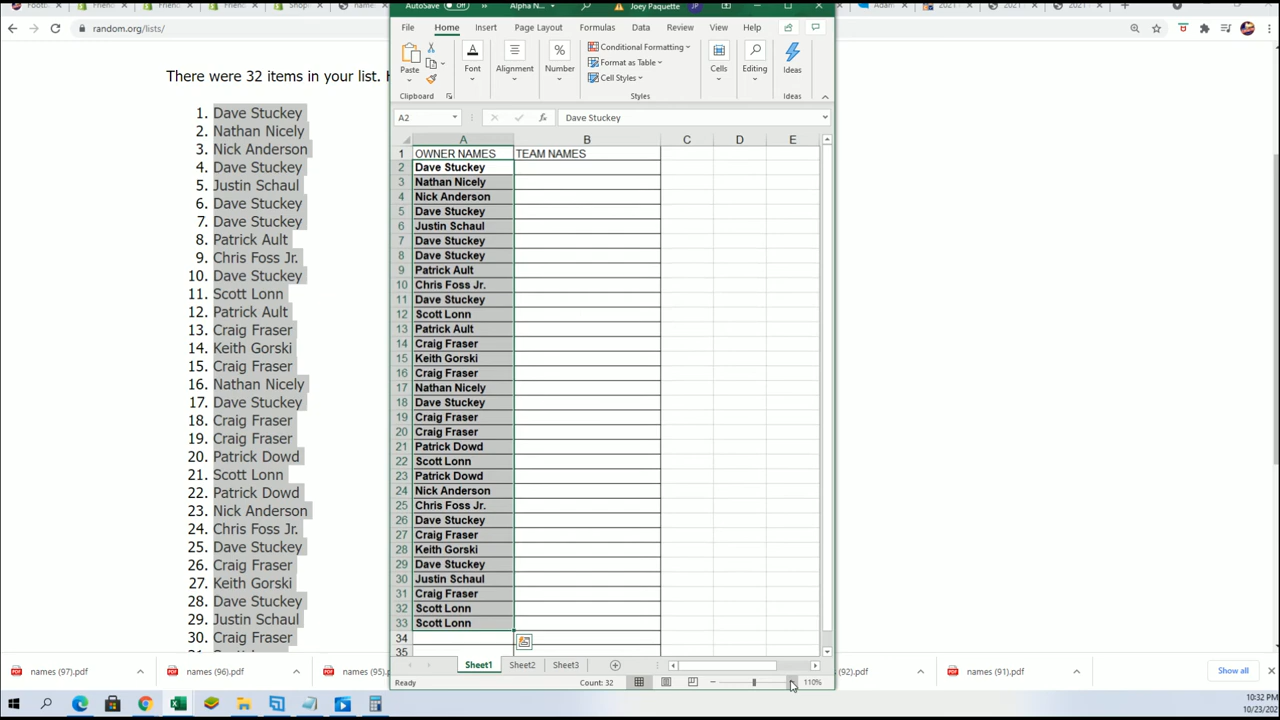 AutoSave Off Alpha N... Joey Paquette JP
random.org/lists/
File Home Insert Page Layout Formulas Data Review View Help
Paste Font Alignment Number Conditional Formatting Format as Table Cell Styles Cells Editing Ideas
Clipboard Styles Ideas
There were 32 items in your list. H
A2 fx Dave Stuckey
A B C D E
1 OWNER NAMES TEAM NAMES
2 Dave Stuckey
3 Nathan Nicely
4 Nick Anderson
5 Dave Stuckey
6 Justin Schaul
7 Dave Stuckey
8 Dave Stuckey
9 Patrick Ault
10 Chris Foss Jr.
11 Dave Stuckey
12 Scott Lonn
13 Patrick Ault
14 Craig Fraser
15 Keith Gorski
16 Craig Fraser
17 Nathan Nicely
18 Dave Stuckey
19 Craig Fraser
20 Craig Fraser
21 Patrick Dowd
22 Scott Lonn
23 Patrick Dowd
24 Nick Anderson
25 Chris Foss Jr.
26 Dave Stuckey
27 Craig Fraser
28 Keith Gorski
29 Dave Stuckey
30 Justin Schaul
31 Craig Fraser
32 Scott Lonn
33 Scott Lonn
34
35
1. Dave Stuckey
2. Nathan Nicely
3. Nick Anderson
4. Dave Stuckey
5. Justin Schaul
6. Dave Stuckey
7. Dave Stuckey
8. Patrick Ault
9. Chris Foss Jr.
10. Dave Stuckey
11. Scott Lonn
12. Patrick Ault
13. Craig Fraser
14. Keith Gorski
15. Craig Fraser
16. Nathan Nicely
17. Dave Stuckey
18. Craig Fraser
19. Craig Fraser
20. Patrick Dowd
21. Scott Lonn
22. Patrick Dowd
23. Nick Anderson
24. Chris Foss Jr.
25. Dave Stuckey
26. Craig Fraser
27. Keith Gorski
28. Dave Stuckey
29. Justin Schaul
30. Craig Fraser
Sheet1 Sheet2 Sheet3
Ready Count: 32 110%
names (97).pdf names (96).pdf names (95). (92).pdf names (91).pdf Show all
10:32 PM
10/23/202